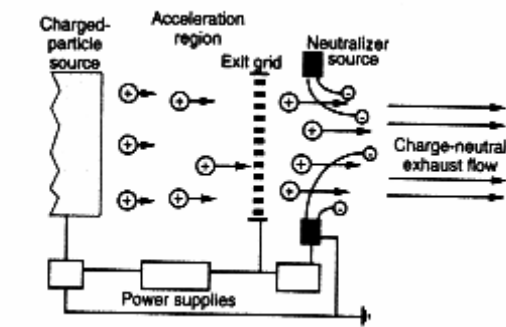 Charged-
particle
source
Acceleration
region
Exit grid
Neutralizer
source
Charge-neutral
exhaust flow
Power supplies